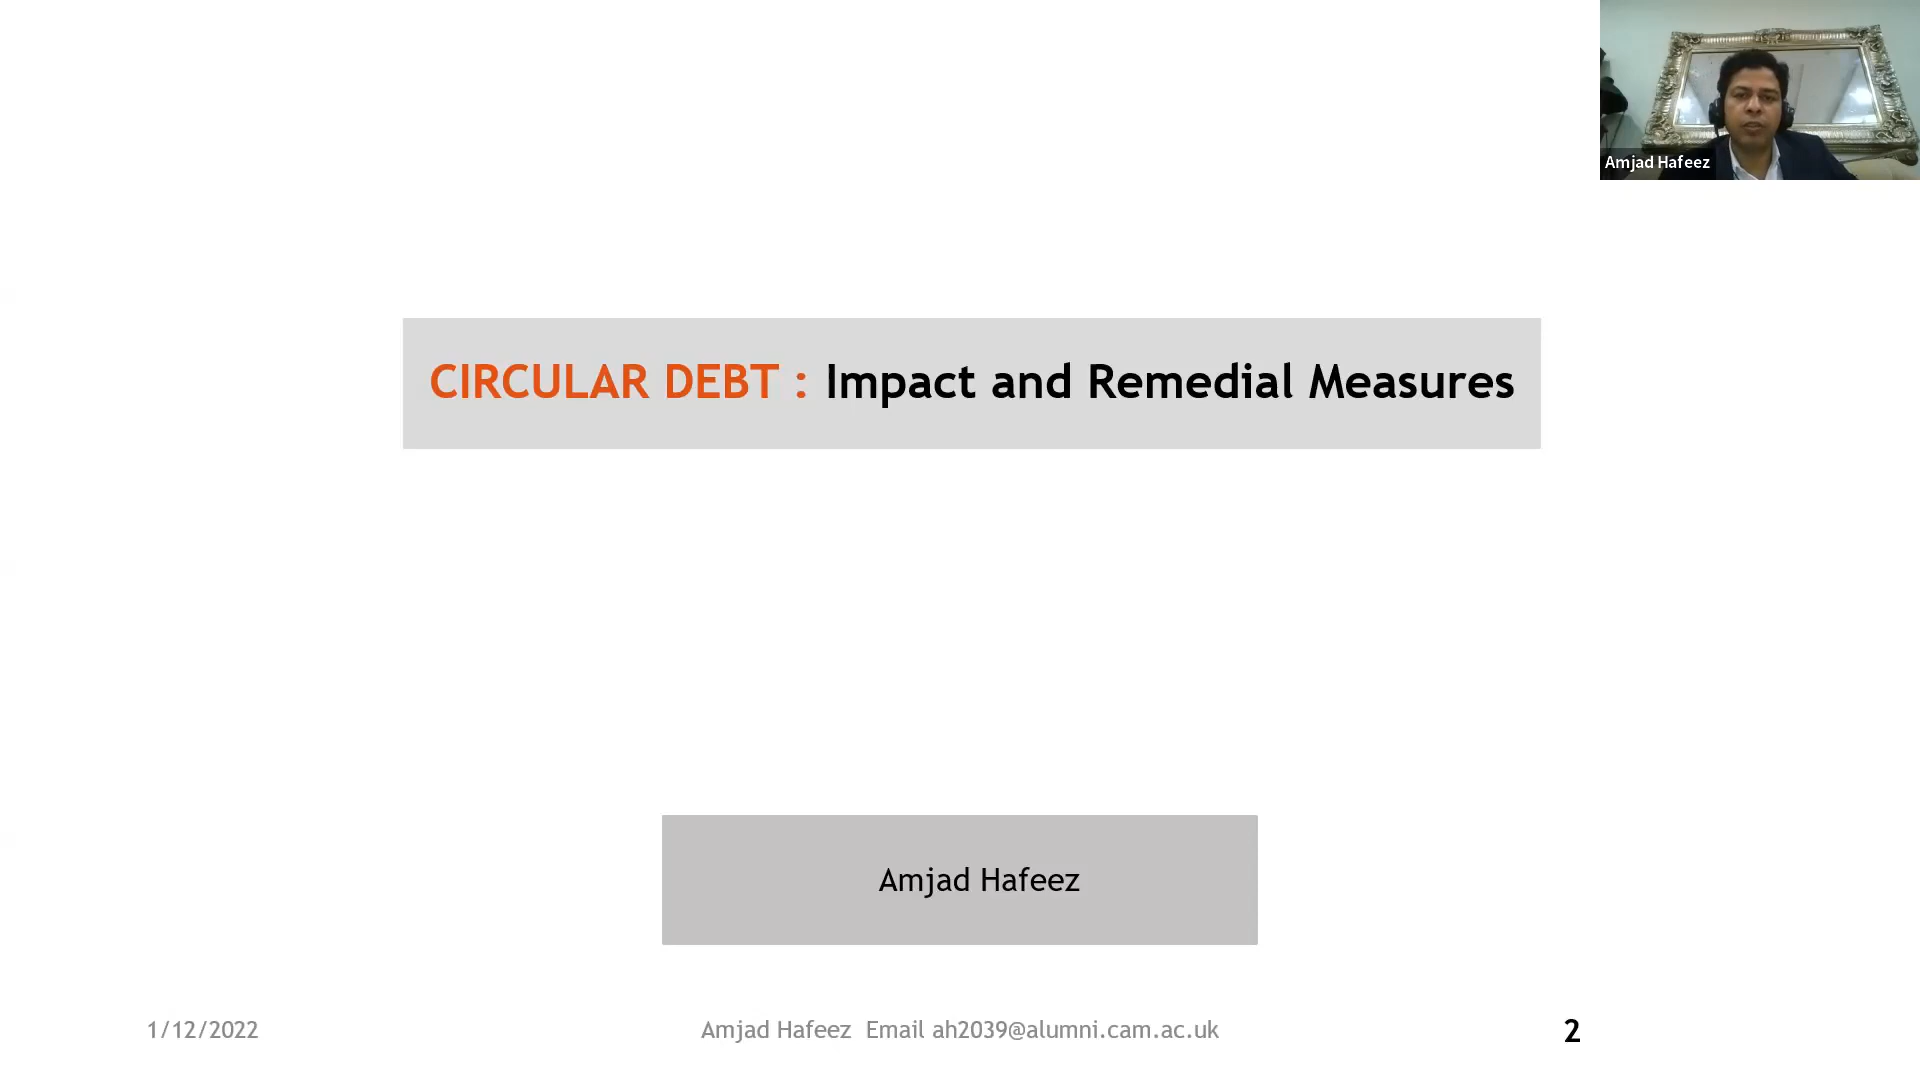 Amjad Hafeez
CIRCULAR DEBT : Impact and Remedial Measures
Amjad Hafeez
1/12/2022
Amjad Hafeez  Email ah2039@alumni.cam.ac.uk
2